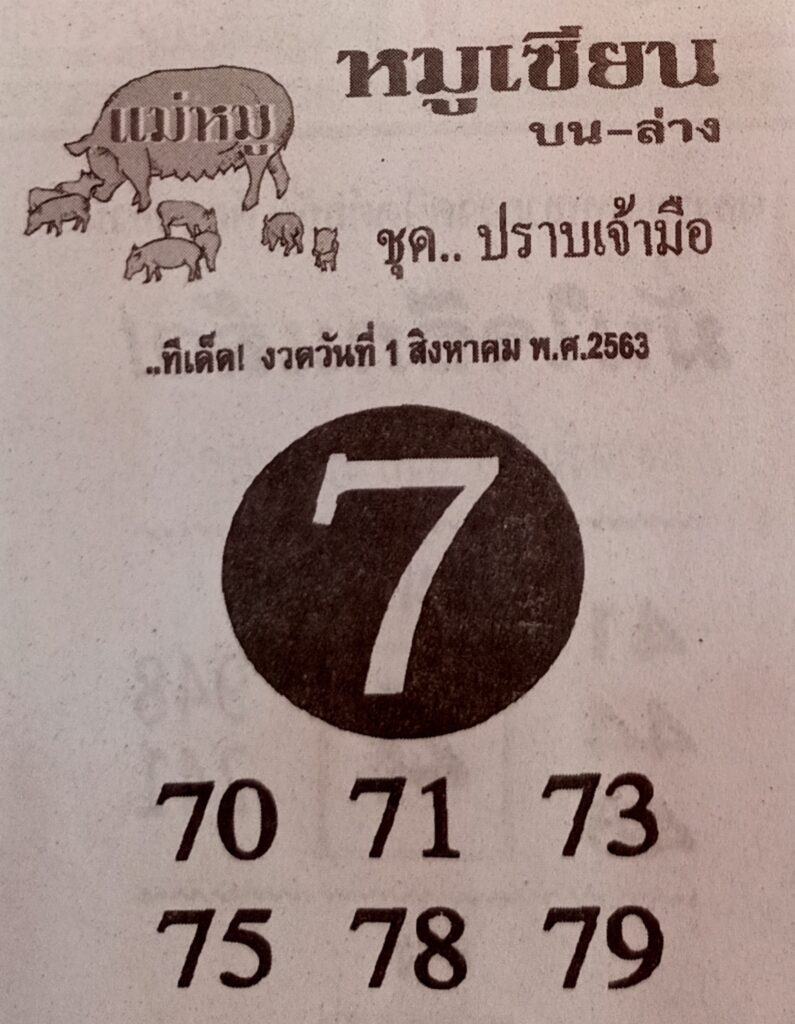 หมูเซียน
แม่หมู
บน-ล่าง
ชุด.. ปราบเจ้ามือ
..ทีเด็ด! งวดวันที่ 1 สิงหาคม พ.ศ.2563
7
70 71 73
75 78 79